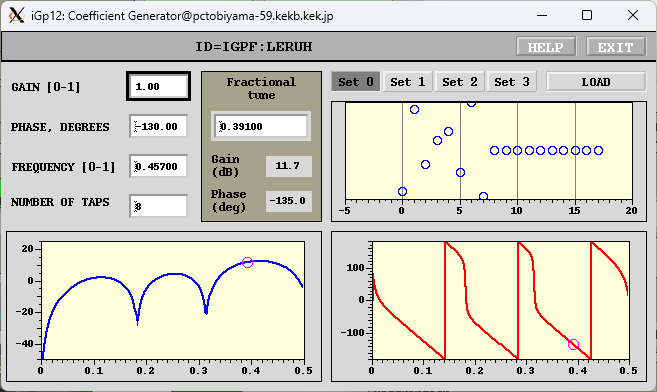 iGp12: Coefficient Generator@pctobiyama-59.kekb.kek.jp
ID=IGPF:LERUH
HELP
EXIT
GAIN [0-1]
1.00
PHASE, DEGREES
-130.00
FREQUENCY [0-1]
0.45700
NUMBER OF TAPS
8
Fractional
tune
0.39100
Gain
(dB)
11.7
Phase
(deg)
-135.0
Set 0
Set 1
Set 2
Set 3
LOAD
-5 0 5 10 15 20
20
0
-20
-40
0 0.1 0.2 0.3 0.4 0.5
100
0
-100
0 0.1 0.2 0.3 0.4 0.5